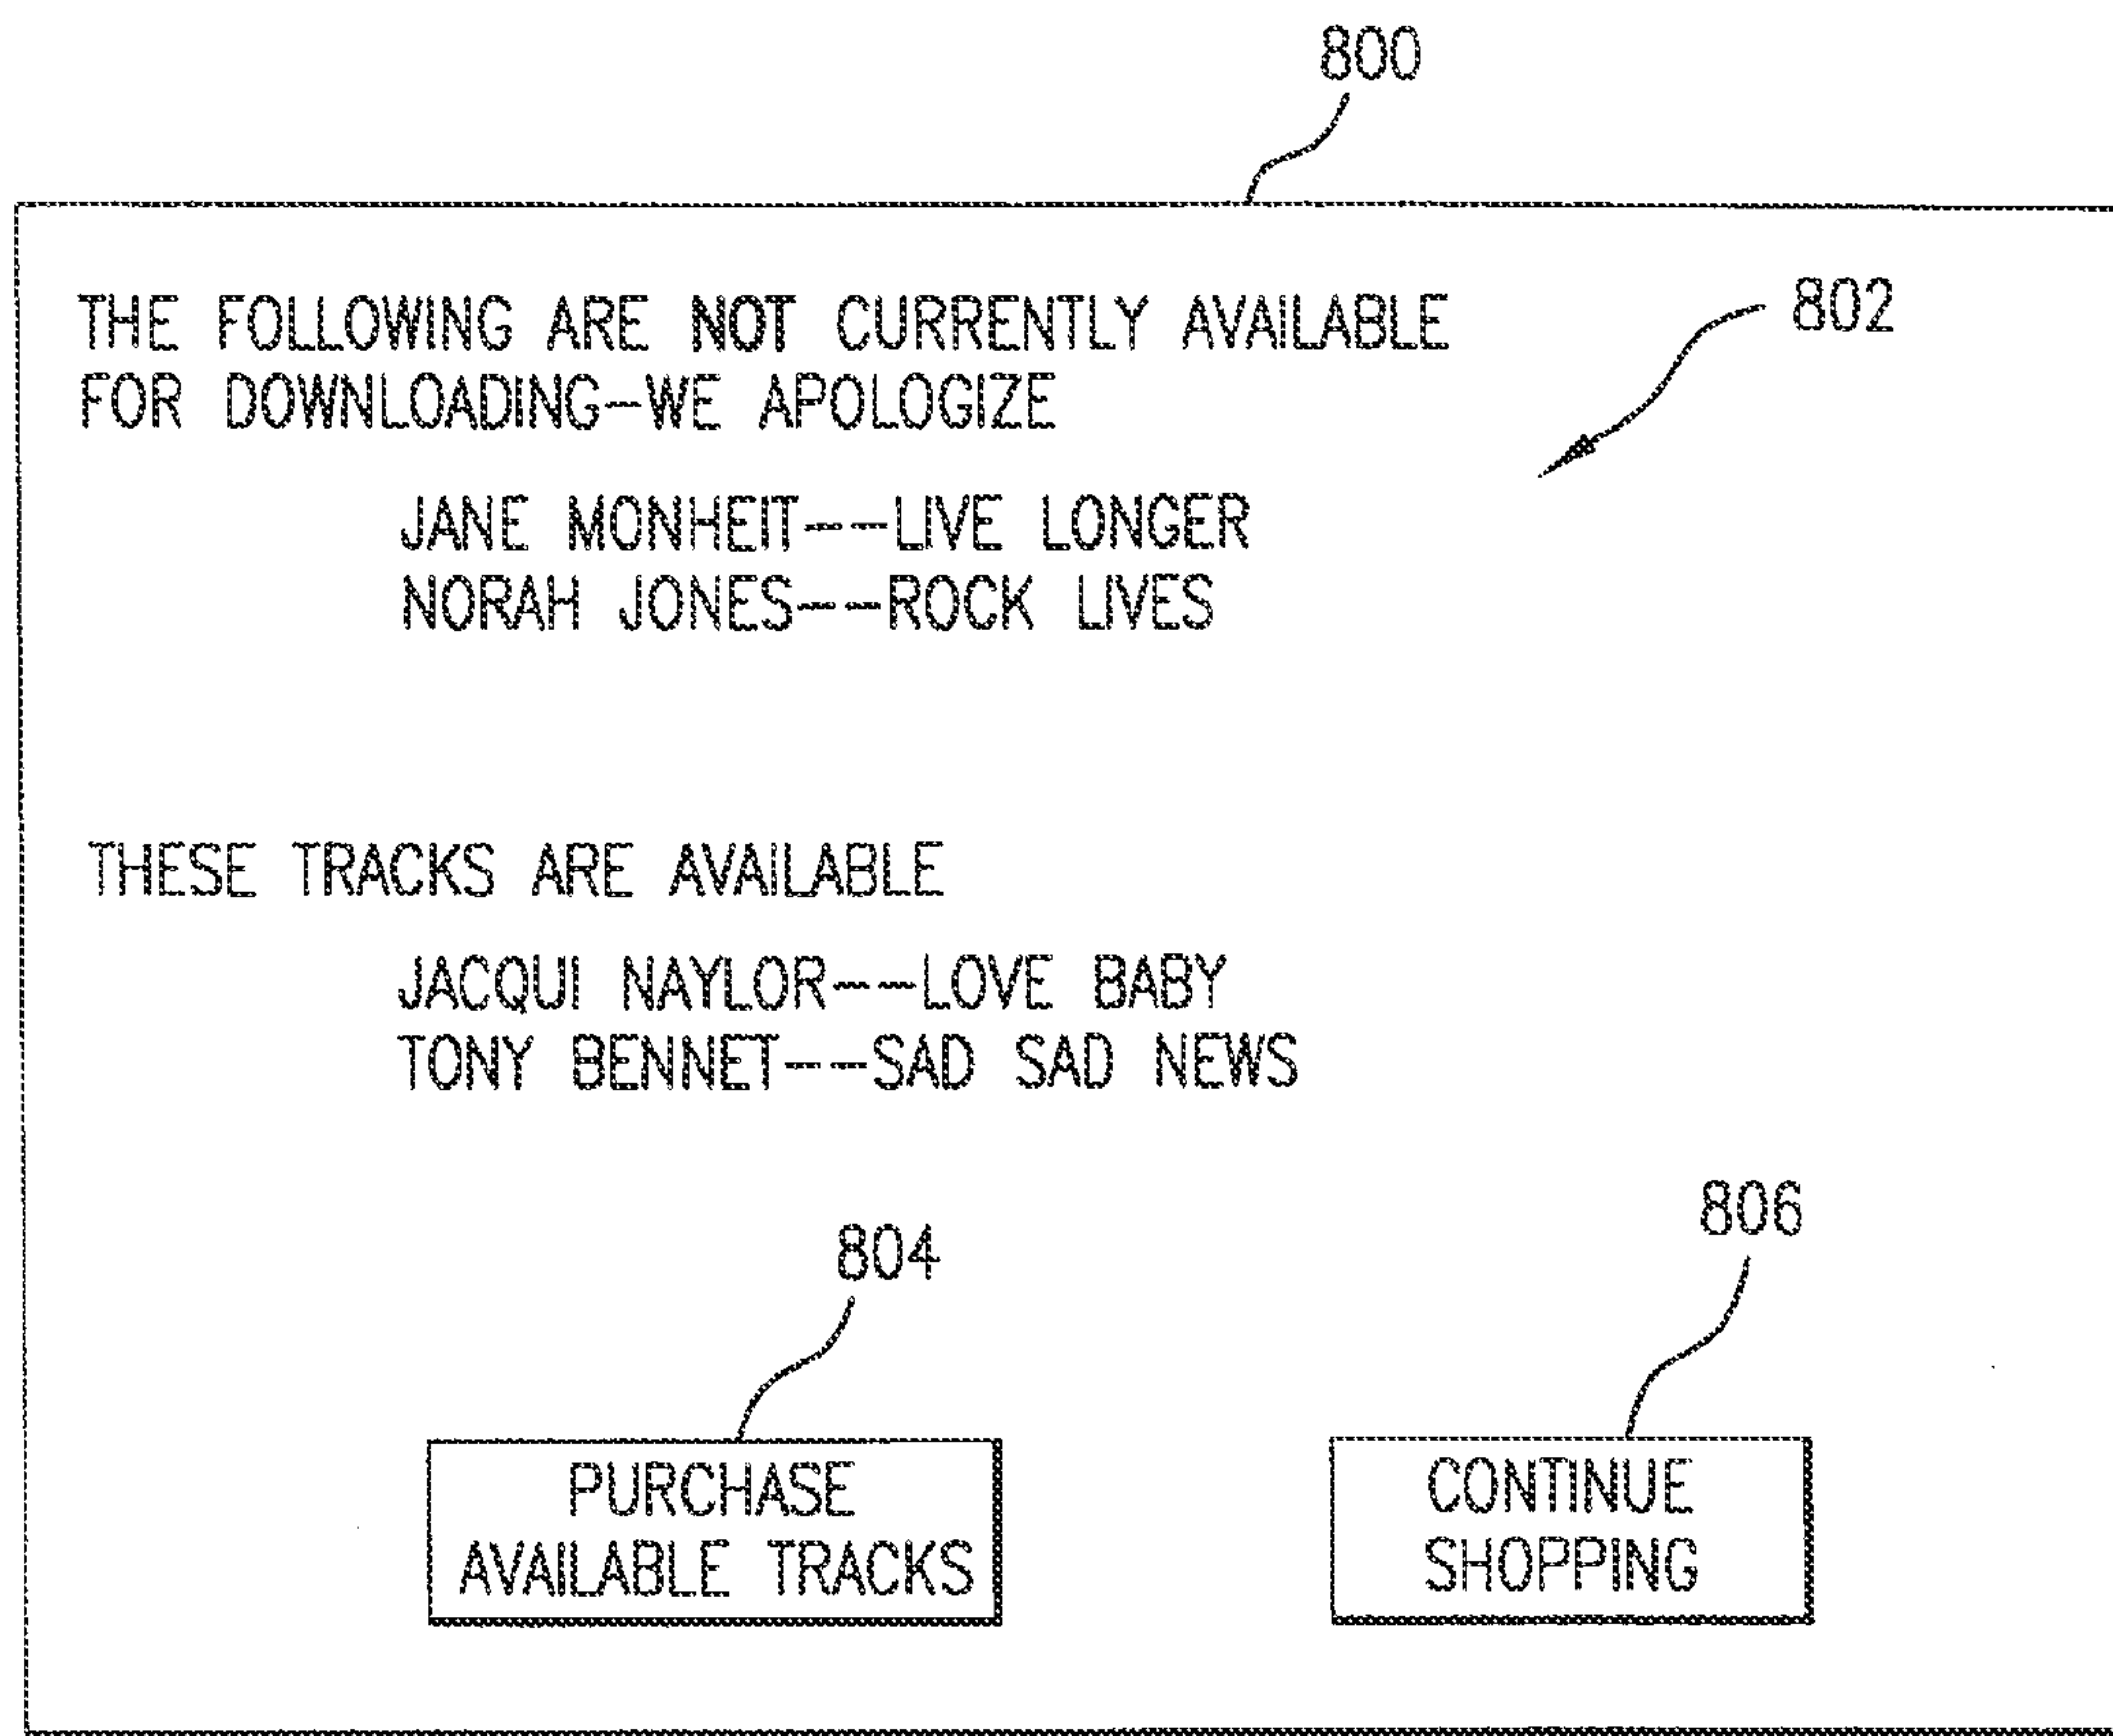 800
THE FOLLOWING ARE NOT CURRENTLY AVAILABLE
802
FOR DOWNLOADING-WE APOLOGIZE
JANE MONHEIT---LIVE LONGER
NORAH JONES---ROCK LIVES
THESE TRACKS ARE AVAILABLE
JACQUI NAYLOR---LOVE BABY
TONY BENNET---SAD SAD NEWS
804
806
PURCHASE
AVAILABLE TRACKS
CONTINUE
SHOPPING